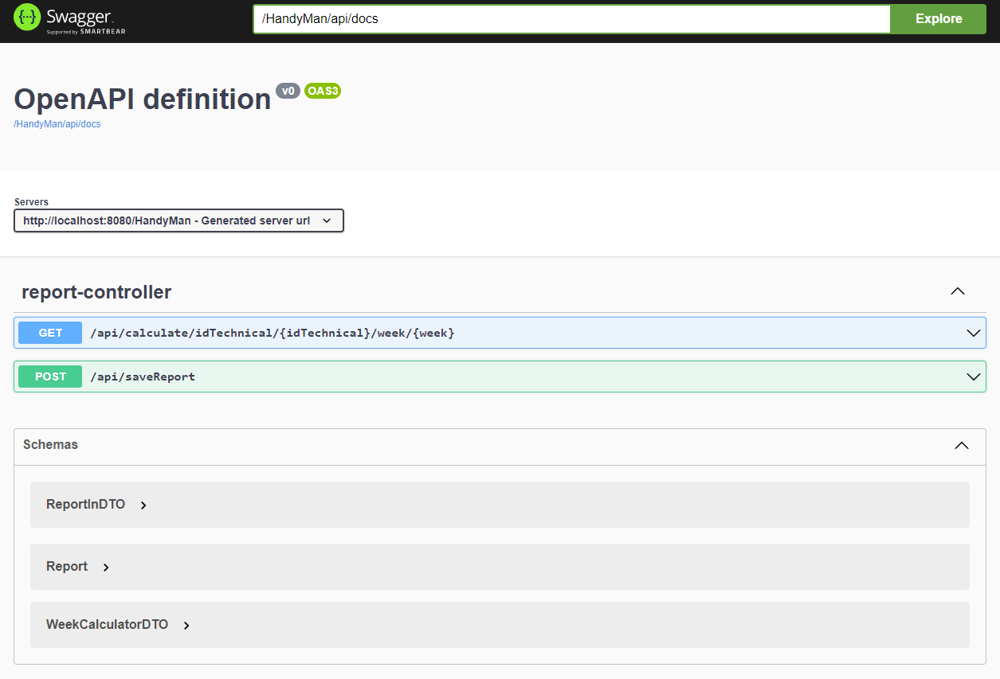 {...} Swagger.
Supported by SMARTBEAR
/HandyMan/api/docs
Explore
OpenAPI definition v0 OAS3
/HandyMan/api/docs
Servers
http://localhost:8080/HandyMan - Generated server url
report-controller
GET /api/calculate/idTechnical/{idTechnical}/week/{week}
POST /api/saveReport
Schemas
ReportInDTO
Report
WeekCalculatorDTO